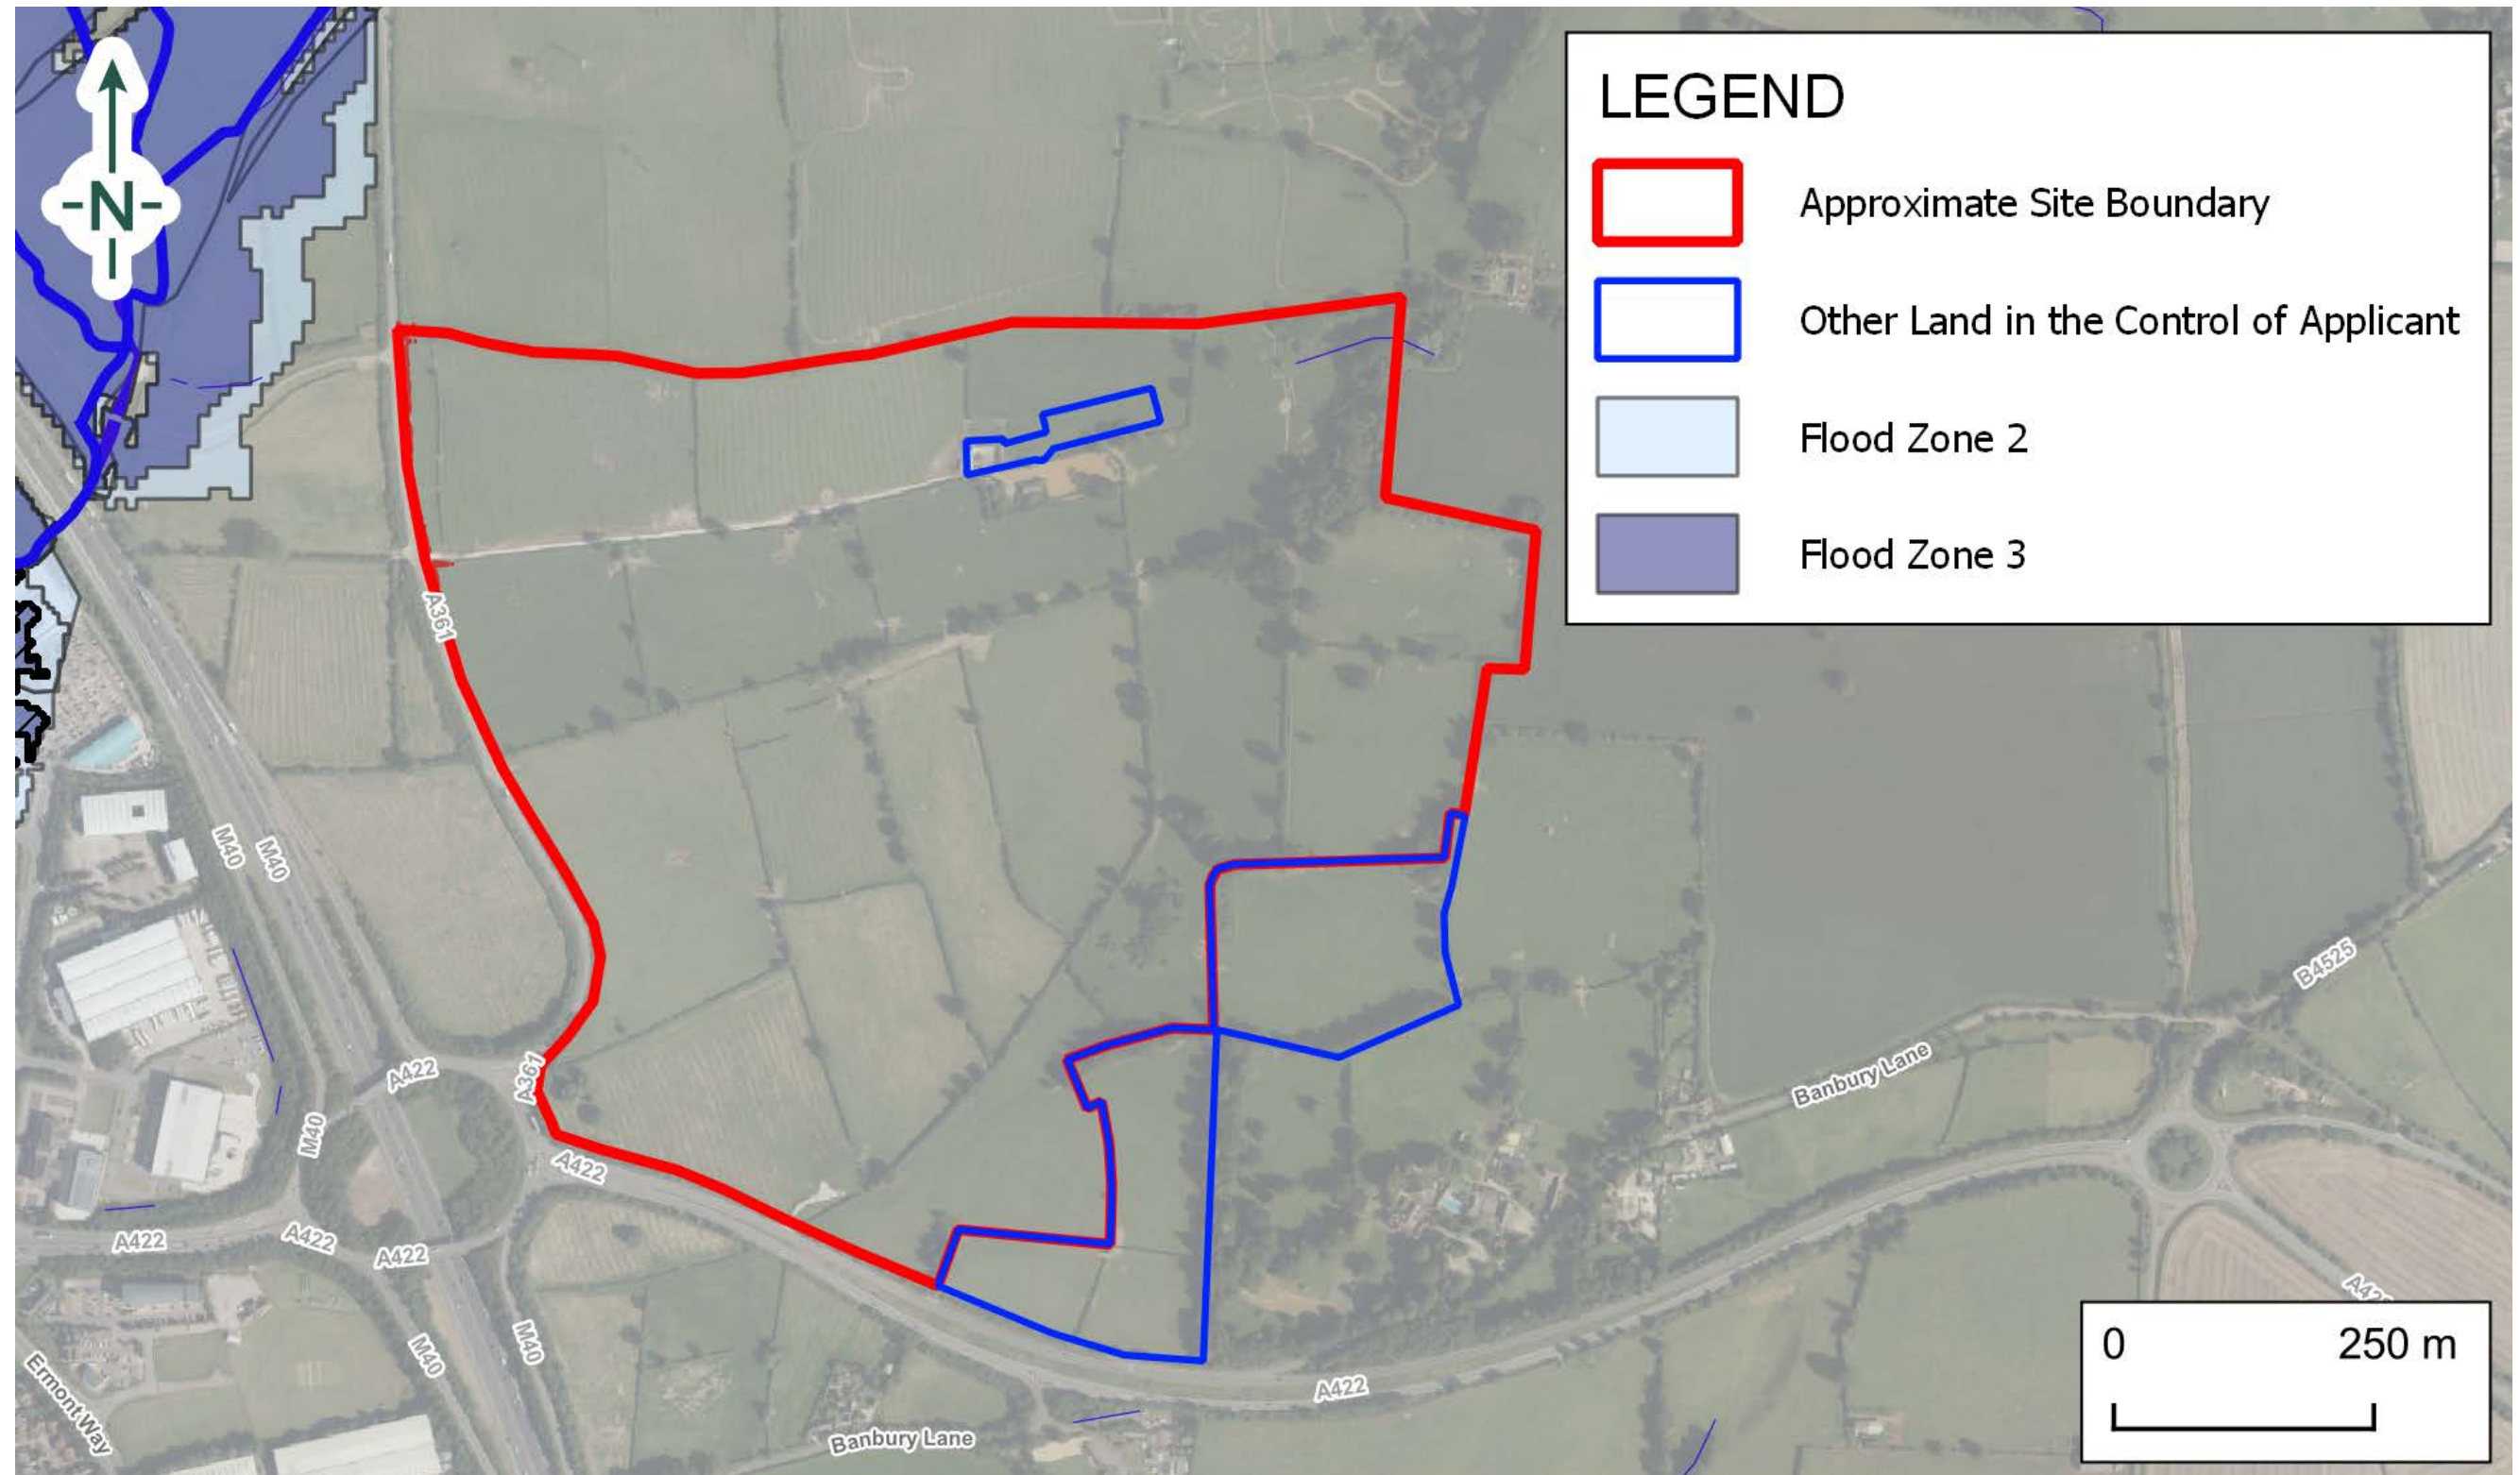 -N-
LEGEND
Approximate Site Boundary
Other Land in the Control of Applicant
Flood Zone 2
Flood Zone 3
A361
M40
M40
B4525
Banbury Lane
A422
A361
M40
A422
A422
A422
A422
M40
M40
A422
Ermont Way
Banbury Lane
0 250 m